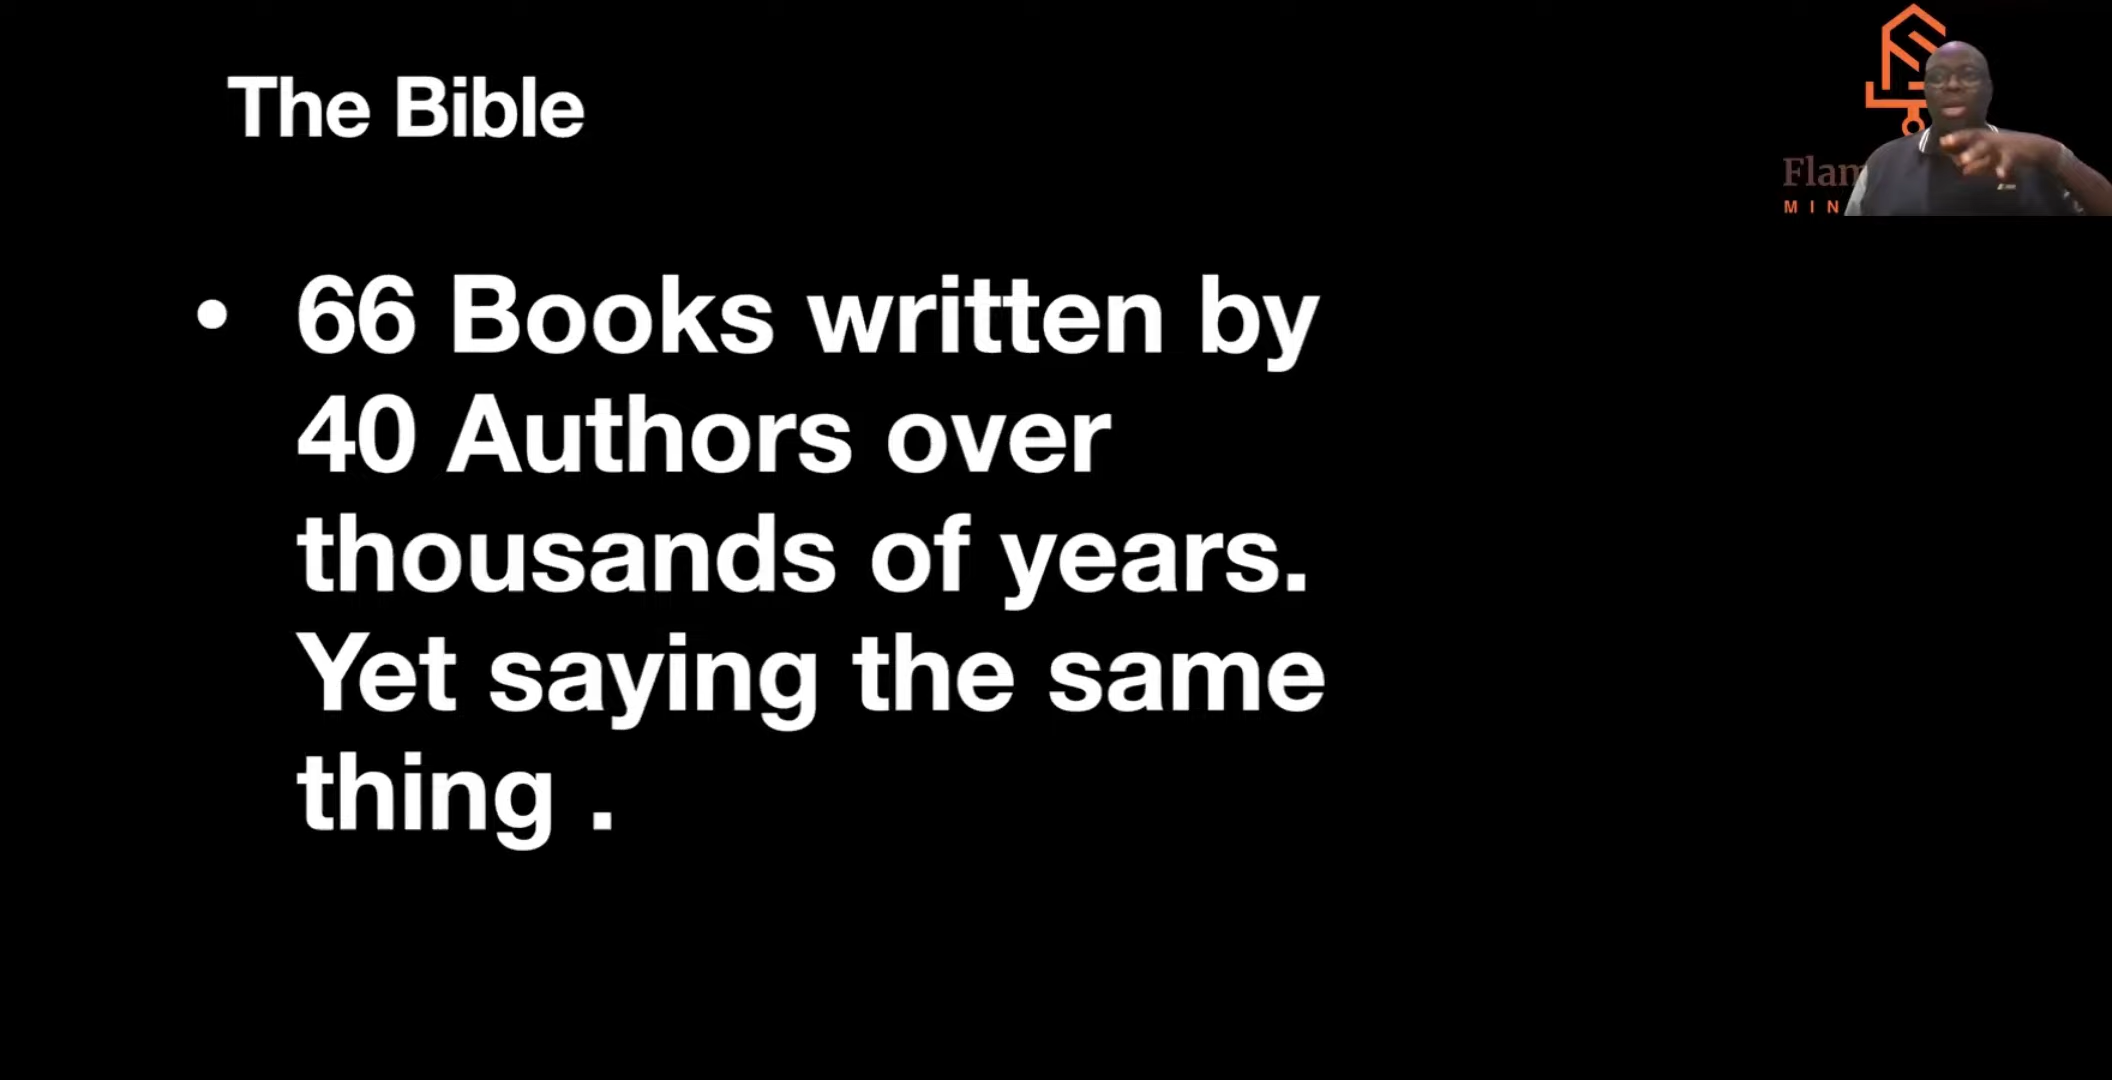 The Bible
• 66 Books written by
40 Authors over
thousands of years.
Yet saying the same
thing .